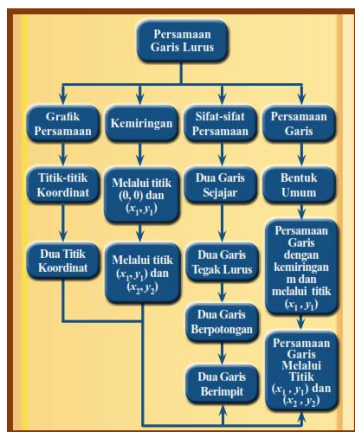 Persamaan
Garis Lurus
Grafik
Persamaan
Kemiringan
Sifat-sifat
Persamaan
Persamaan
Garis
Titik-titik
Koordinat
Melalui titik
(0, 0) dan
(x₁, y₁)
Dua Garis
Sejajar
Bentuk
Umum
Dua Titik
Koordinat
Melalui titik
(x₁, y₁) dan
(x₂, y₂)
Dua Garis
Tegak Lurus
Persamaan
Garis
dengan
kemiringan
m dan
melalui titik
(x₁ , y₁)
Dua Garis
Berpotongan
Dua Garis
Berimpit
Persamaan
Garis
Melalui
Titik
(x₁ , y₁) dan
(x₂ , y₂)